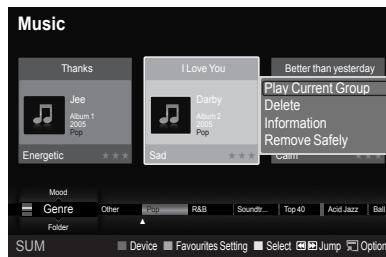 Music
Thanks
I Love You
Better than yesterday
Jee
Album 1
2005
Pop
Energetic
Darby
Album 2
2005
Pop
Sad
Play Current Group
Delete
Information
Remove Safely
Calm
Mood
Genre
Folder
Other
Pop
R&B
Soundtr...
Top 40
Acid Jazz
Ball
SUM
Device
Favourites Setting
Select
Jump
Option